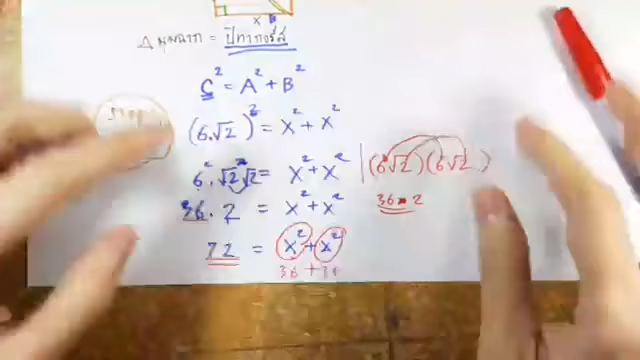 x B
Δ มุมฉาก = ปีทากอรัส
C² = A² + B²
(6.√2)² = x² + x²
6².√2√2 = x² + x²
(6√2)(6√2)
36.2 = x² + x²
36.2
72 = x² + x²
36 + 36